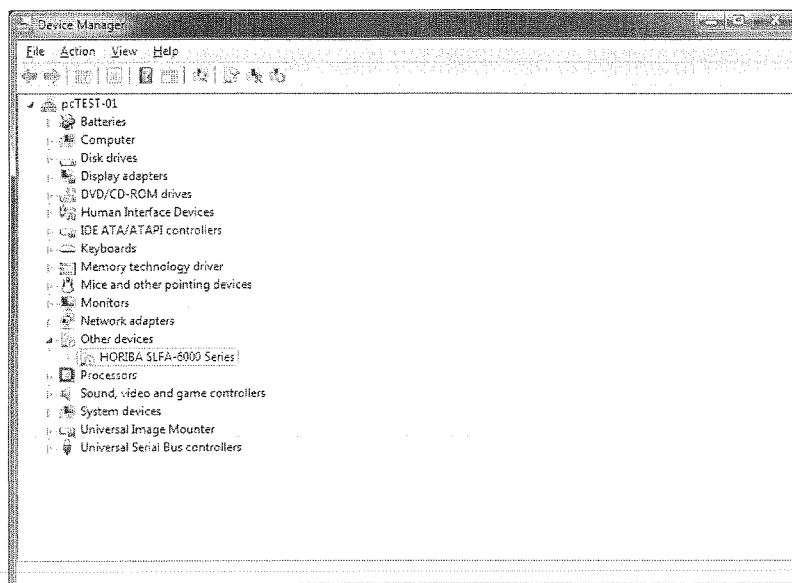 Device Manager
File Action View Help
pcTEST-01
Batteries
Computer
Disk drives
Display adapters
DVD/CD-ROM drives
Human Interface Devices
IDE ATA/ATAPI controllers
Keyboards
Memory technology driver
Mice and other pointing devices
Monitors
Network adapters
Other devices
HORIBA SLFA-6000 Series
Processors
Sound, video and game controllers
System devices
Universal Image Mounter
Universal Serial Bus controllers